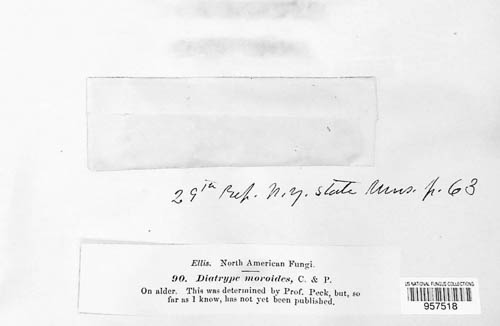 29th Rep. N.Y. state Mus. p. 63
Ellis. North American Fungi.
90. Diatrype moroides, C. & P.
On alder. This was determined by Prof. Peck, but, so
far as I know, has not yet been published.
US NATIONAL FUNGUS COLLECTIONS
957518